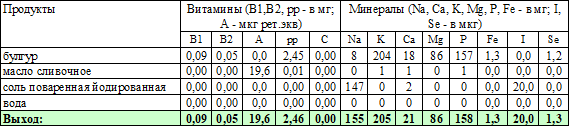 Продукты Витамины (В1,В2, рр - в мг; Минералы (Na, Ca, K, Mg, P, Fe - в мг; I,
А - мкг рет.экв) Se - в мкг)
B1 B2 A pp C Na K Ca Mg P Fe I Se
булгур 0,09 0,05 0,0 2,45 0,00 8 204 18 86 157 1,3 0,0 1,2
масло сливочное 0,00 0,00 19,6 0,01 0,00 0 1 1 0 1 0,0 0,0 0,0
соль поваренная йодированная 0,00 0,00 0,0 0,00 0,00 147 0 2 0 0 0,0 20,0 0,0
вода 0,00 0,00 0,0 0,00 0,00 0 0 0 0 0 0,0 0,0 0,0
Выход: 0,09 0,05 19,6 2,46 0,00 155 205 21 86 158 1,3 20,0 1,3